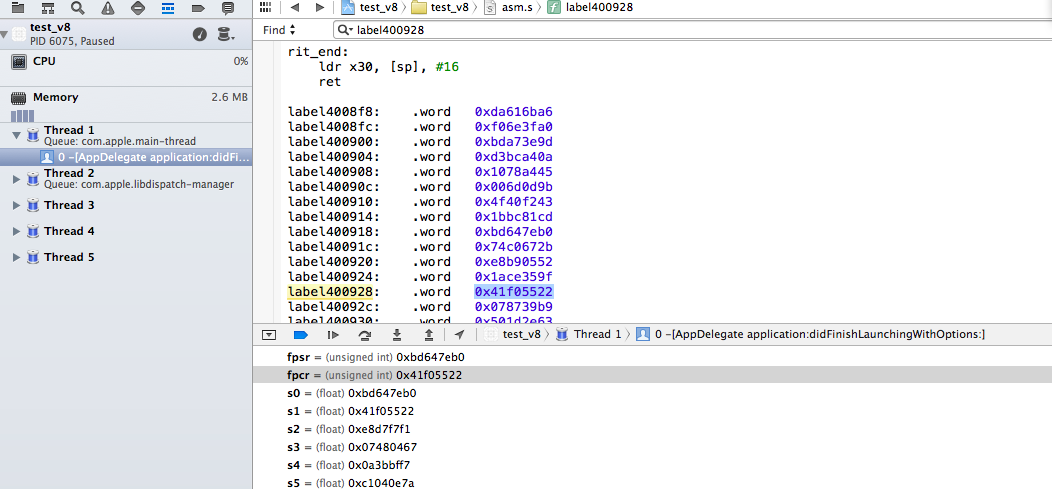 test_v8
PID 6075, Paused
CPU 0%
Memory 2.6 MB
Thread 1
Queue: com.apple.main-thread
0 -[AppDelegate application:didFi...
Thread 2
Queue: com.apple.libdispatch-manager
Thread 3
Thread 4
Thread 5
test_v8 test_v8 asm.s label400928
Find label400928
rit_end:
ldr x30, [sp], #16
ret
label4008f8: .word 0xda616ba6
label4008fc: .word 0xf06e3fa0
label400900: .word 0xbda73e9d
label400904: .word 0xd3bca40a
label400908: .word 0x1078a445
label40090c: .word 0x006d0d9b
label400910: .word 0x4f40f243
label400914: .word 0x1bbc81cd
label400918: .word 0xbd647eb0
label40091c: .word 0x74c0672b
label400920: .word 0xe8b90552
label400924: .word 0x1ace359f
label400928: .word 0x41f05522
label40092c: .word 0x078739b9
label400930: .word 0x501d2e63
test_v8 Thread 1 0 -[AppDelegate application:didFinishLaunchingWithOptions:]
fpsr = (unsigned int) 0xbd647eb0
fpcr = (unsigned int) 0x41f05522
s0 = (float) 0xbd647eb0
s1 = (float) 0x41f05522
s2 = (float) 0xe8d7f7f1
s3 = (float) 0x07480467
s4 = (float) 0x0a3bbff7
s5 = (float) 0xc1040e7a